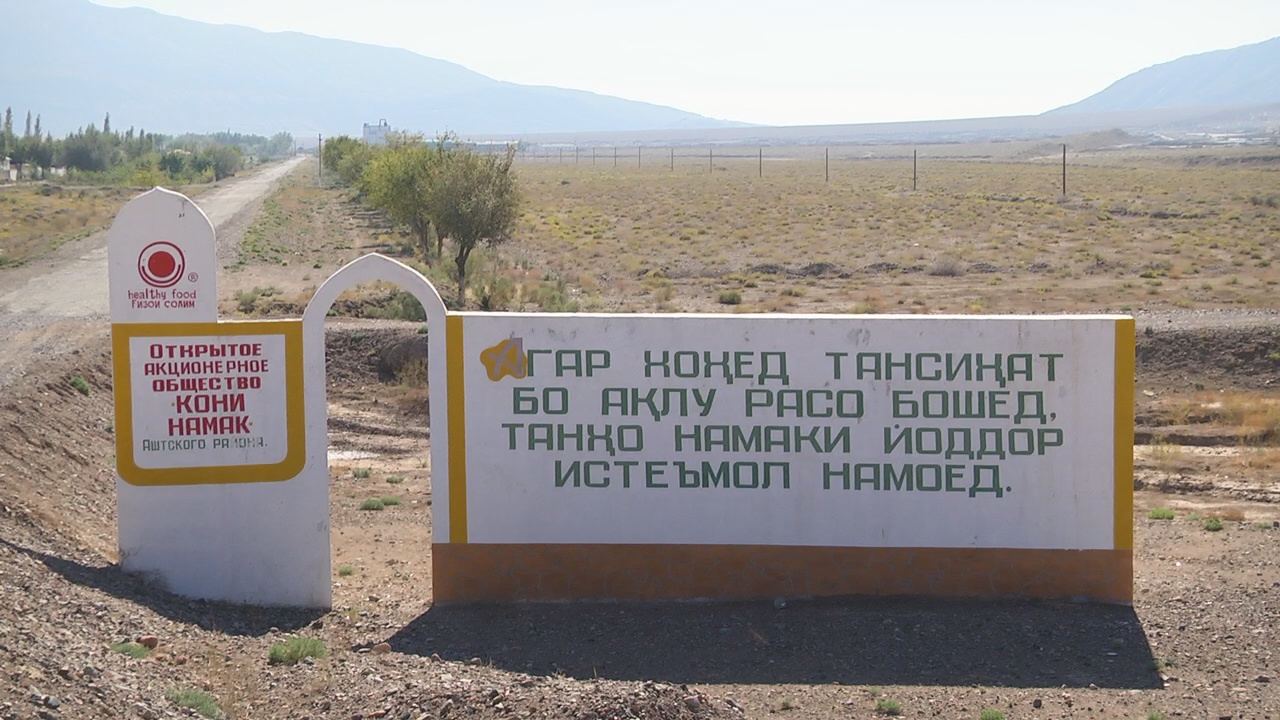 ®
healthy food
Ғизои солим
ОТКРЫТОЕ
АКЦИОНЕРНОЕ
ОБЩЕСТВО
КОНИ
НАМАК
АШТСКОГО РАЙОНА.
АГАР ХОҲЕД ТАНСИҲАТ
БО АҚЛУ РАСО БОШЕД,
ТАНҲО НАМАКИ ЙОДДОР
ИСТЕЪМОЛ НАМОЕД.